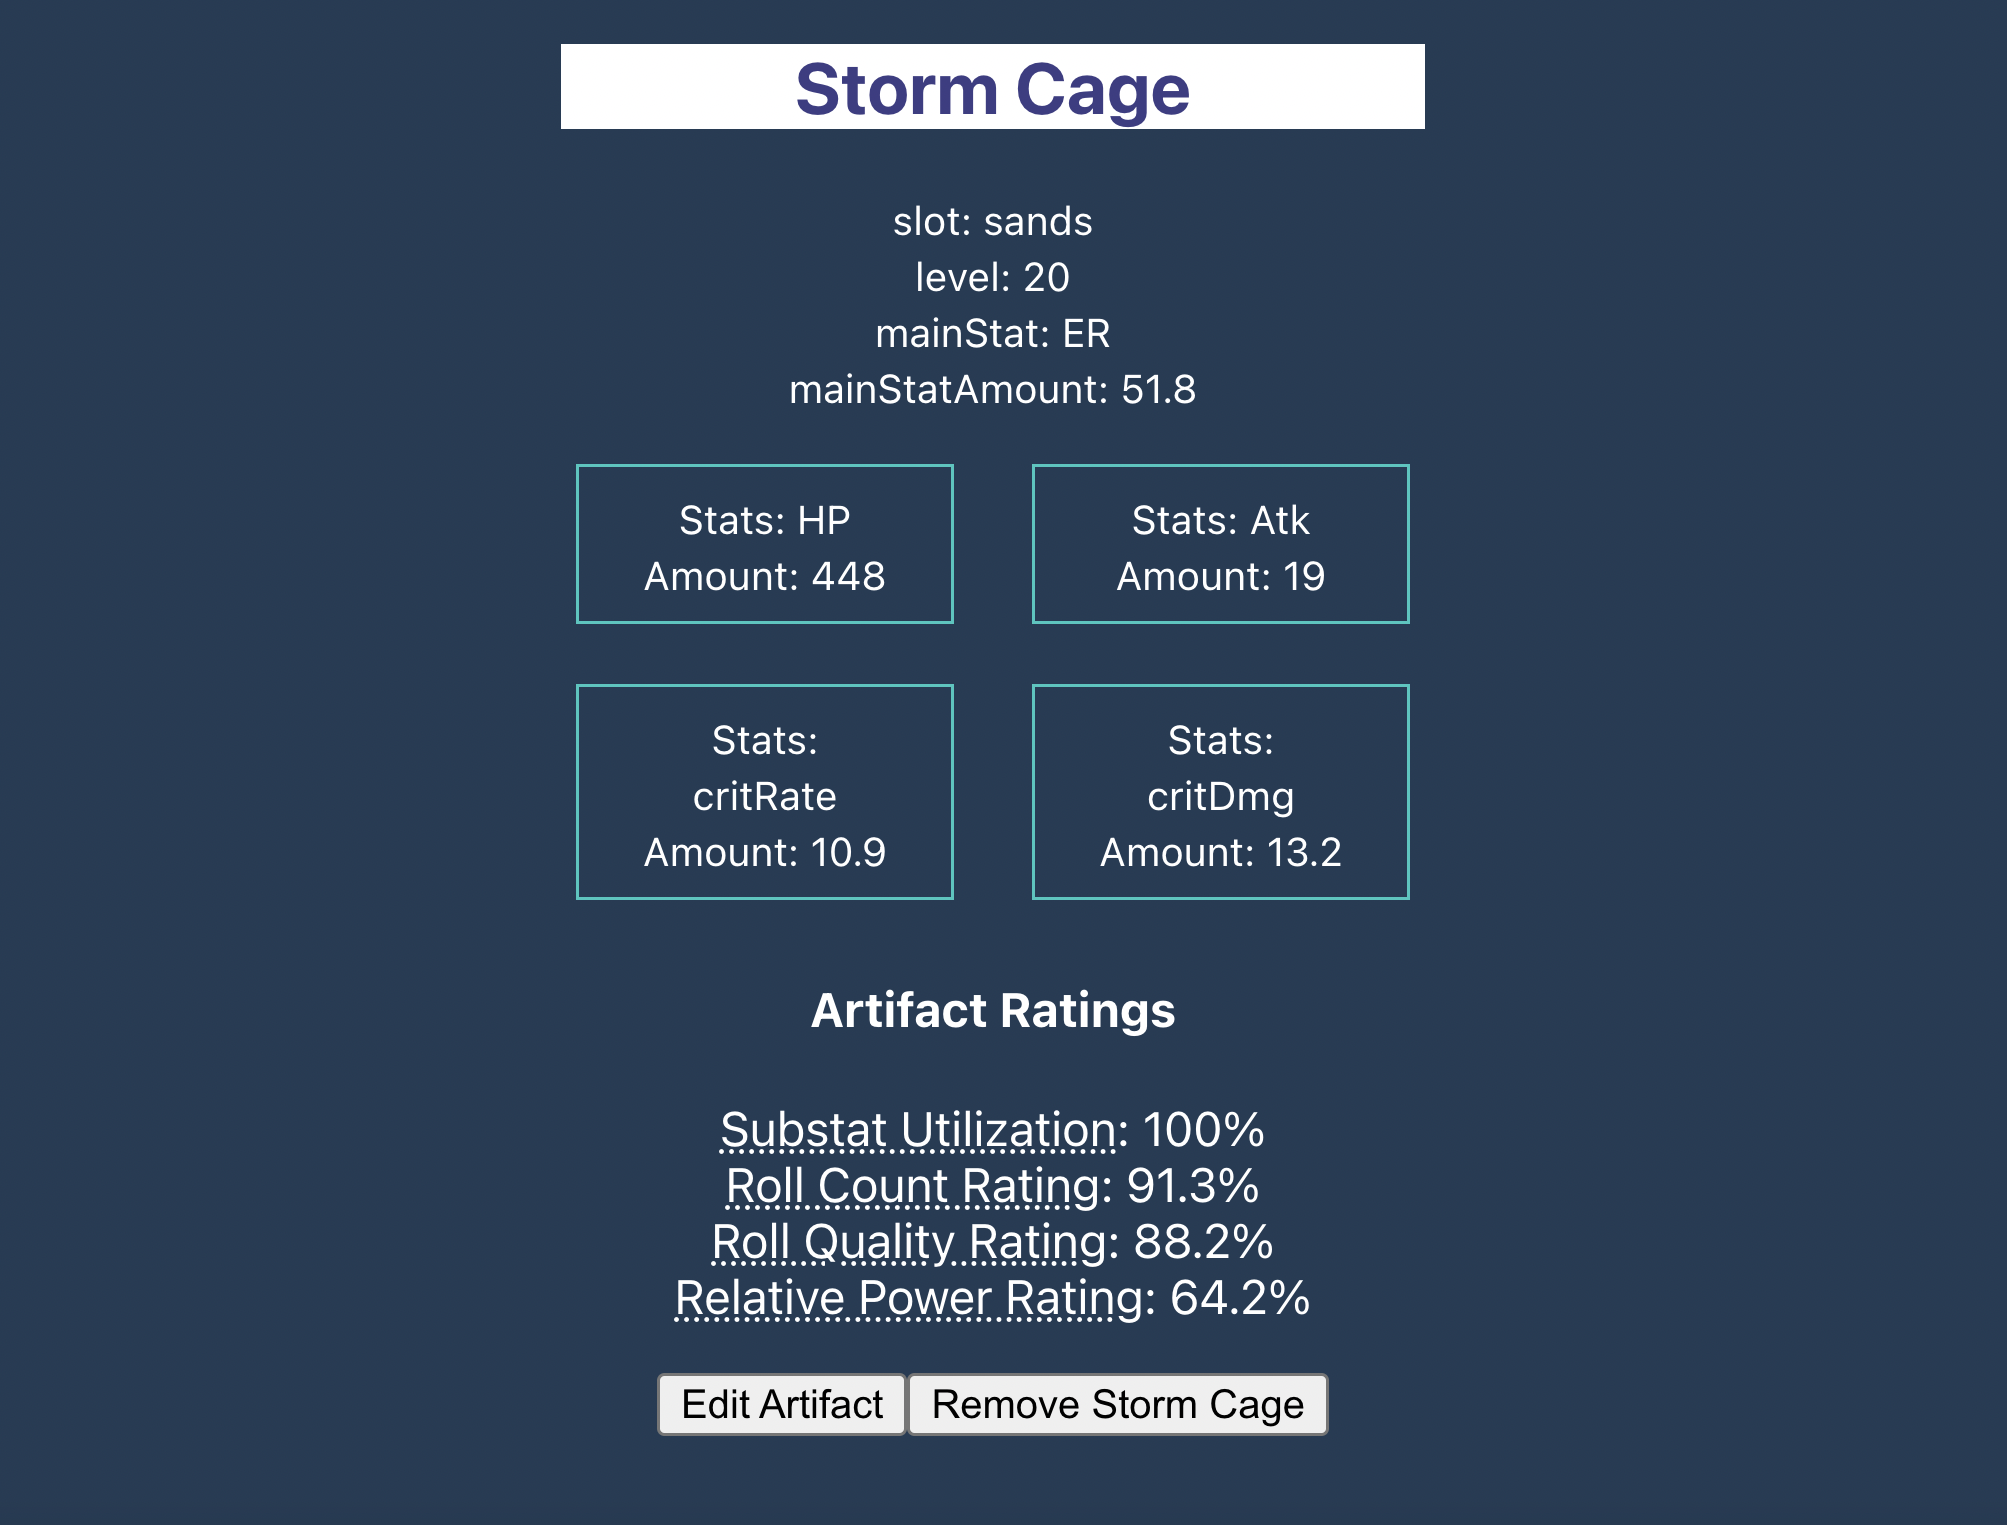 Storm Cage
slot: sands
level: 20
mainStat: ER
mainStatAmount: 51.8
Stats: HP
Amount: 448
Stats: Atk
Amount: 19
Stats:
critRate
Amount: 10.9
Stats:
critDmg
Amount: 13.2
Artifact Ratings
Substat Utilization: 100%
Roll Count Rating: 91.3%
Roll Quality Rating: 88.2%
Relative Power Rating: 64.2%
Edit Artifact
Remove Storm Cage